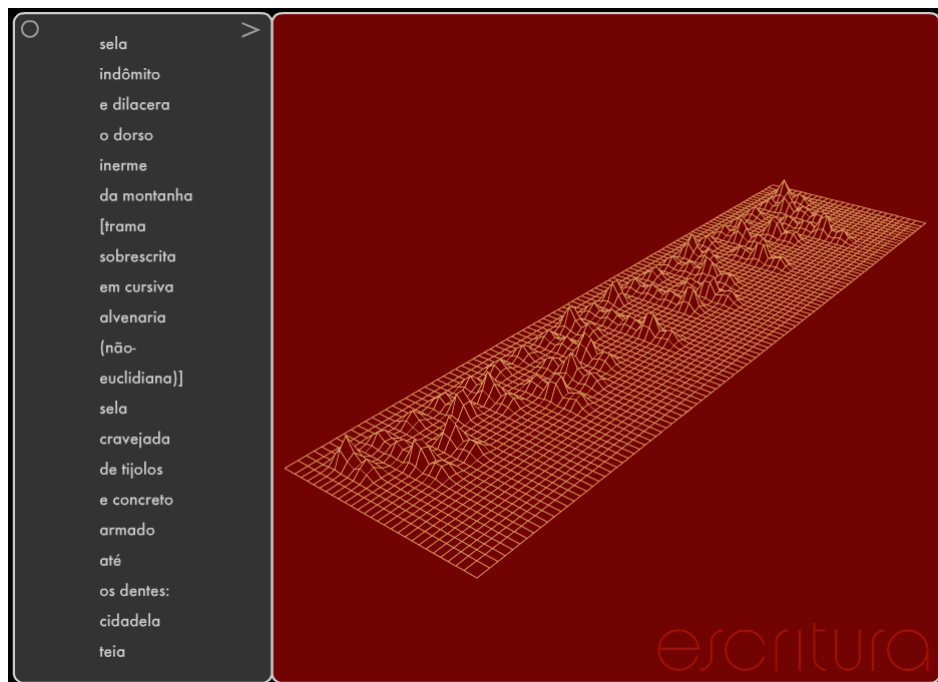 >
sela
indômito
e dilacera
o dorso
inerme
da montanha
[trama
sobrescrita
em cursiva
alvenaria
(não-
euclidiana)]
sela
cravejada
de tijolos
e concreto
armado
até
os dentes:
cidadela
teia
escritura